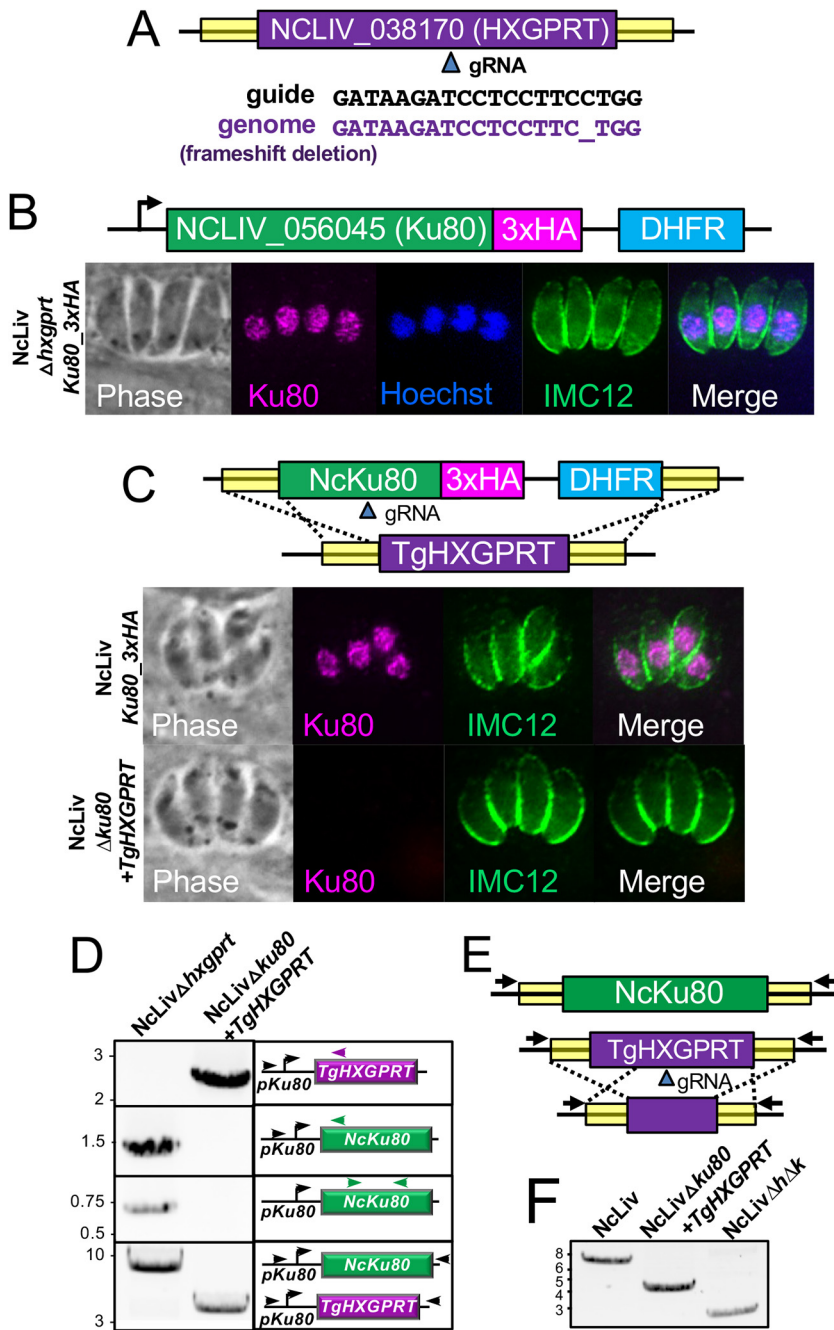 A
NCLIV_038170 (HXGPRT)
gRNA
guide GATAAGATCCTCCTTCCTGG
genome GATAAGATCCTCCTTC_TGG
(frameshift deletion)
B
NCLIV_056045 (Ku80) 3xHA DHFR
NcLiv
Δhxgprt
Ku80_3xHA
Phase Ku80 Hoechst IMC12 Merge
C
NcKu80 3xHA DHFR
gRNA
TgHXGPRT
NcLiv
Ku80_3xHA
Phase Ku80 IMC12 Merge
NcLiv
Δku80
+TgHXGPRT
Phase Ku80 IMC12 Merge
D
NcLivΔhxgprt
NcLivΔku80
+TgHXGPRT
3
2
pKu80 TgHXGPRT
1.5
pKu80 NcKu80
0.75
0.5
pKu80 NcKu80
10
3
pKu80 NcKu80
pKu80 TgHXGPRT
E
NcKu80
TgHXGPRT
gRNA
F
NcLiv
NcLivΔku80
+TgHXGPRT
NcLivΔhΔk
8
6
5
4
3